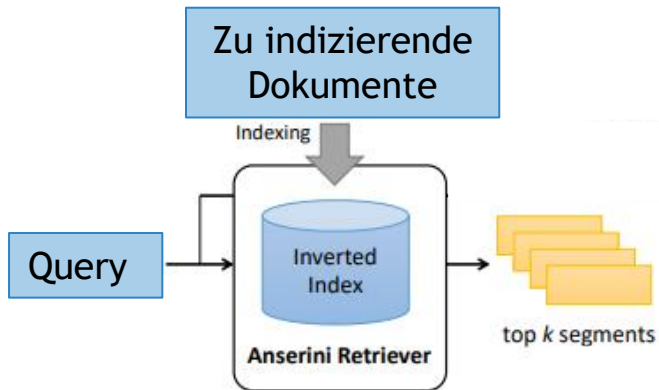 Zu indizierende
Dokumente
Indexing
Query
Inverted
Index
Anserini Retriever
top k segments